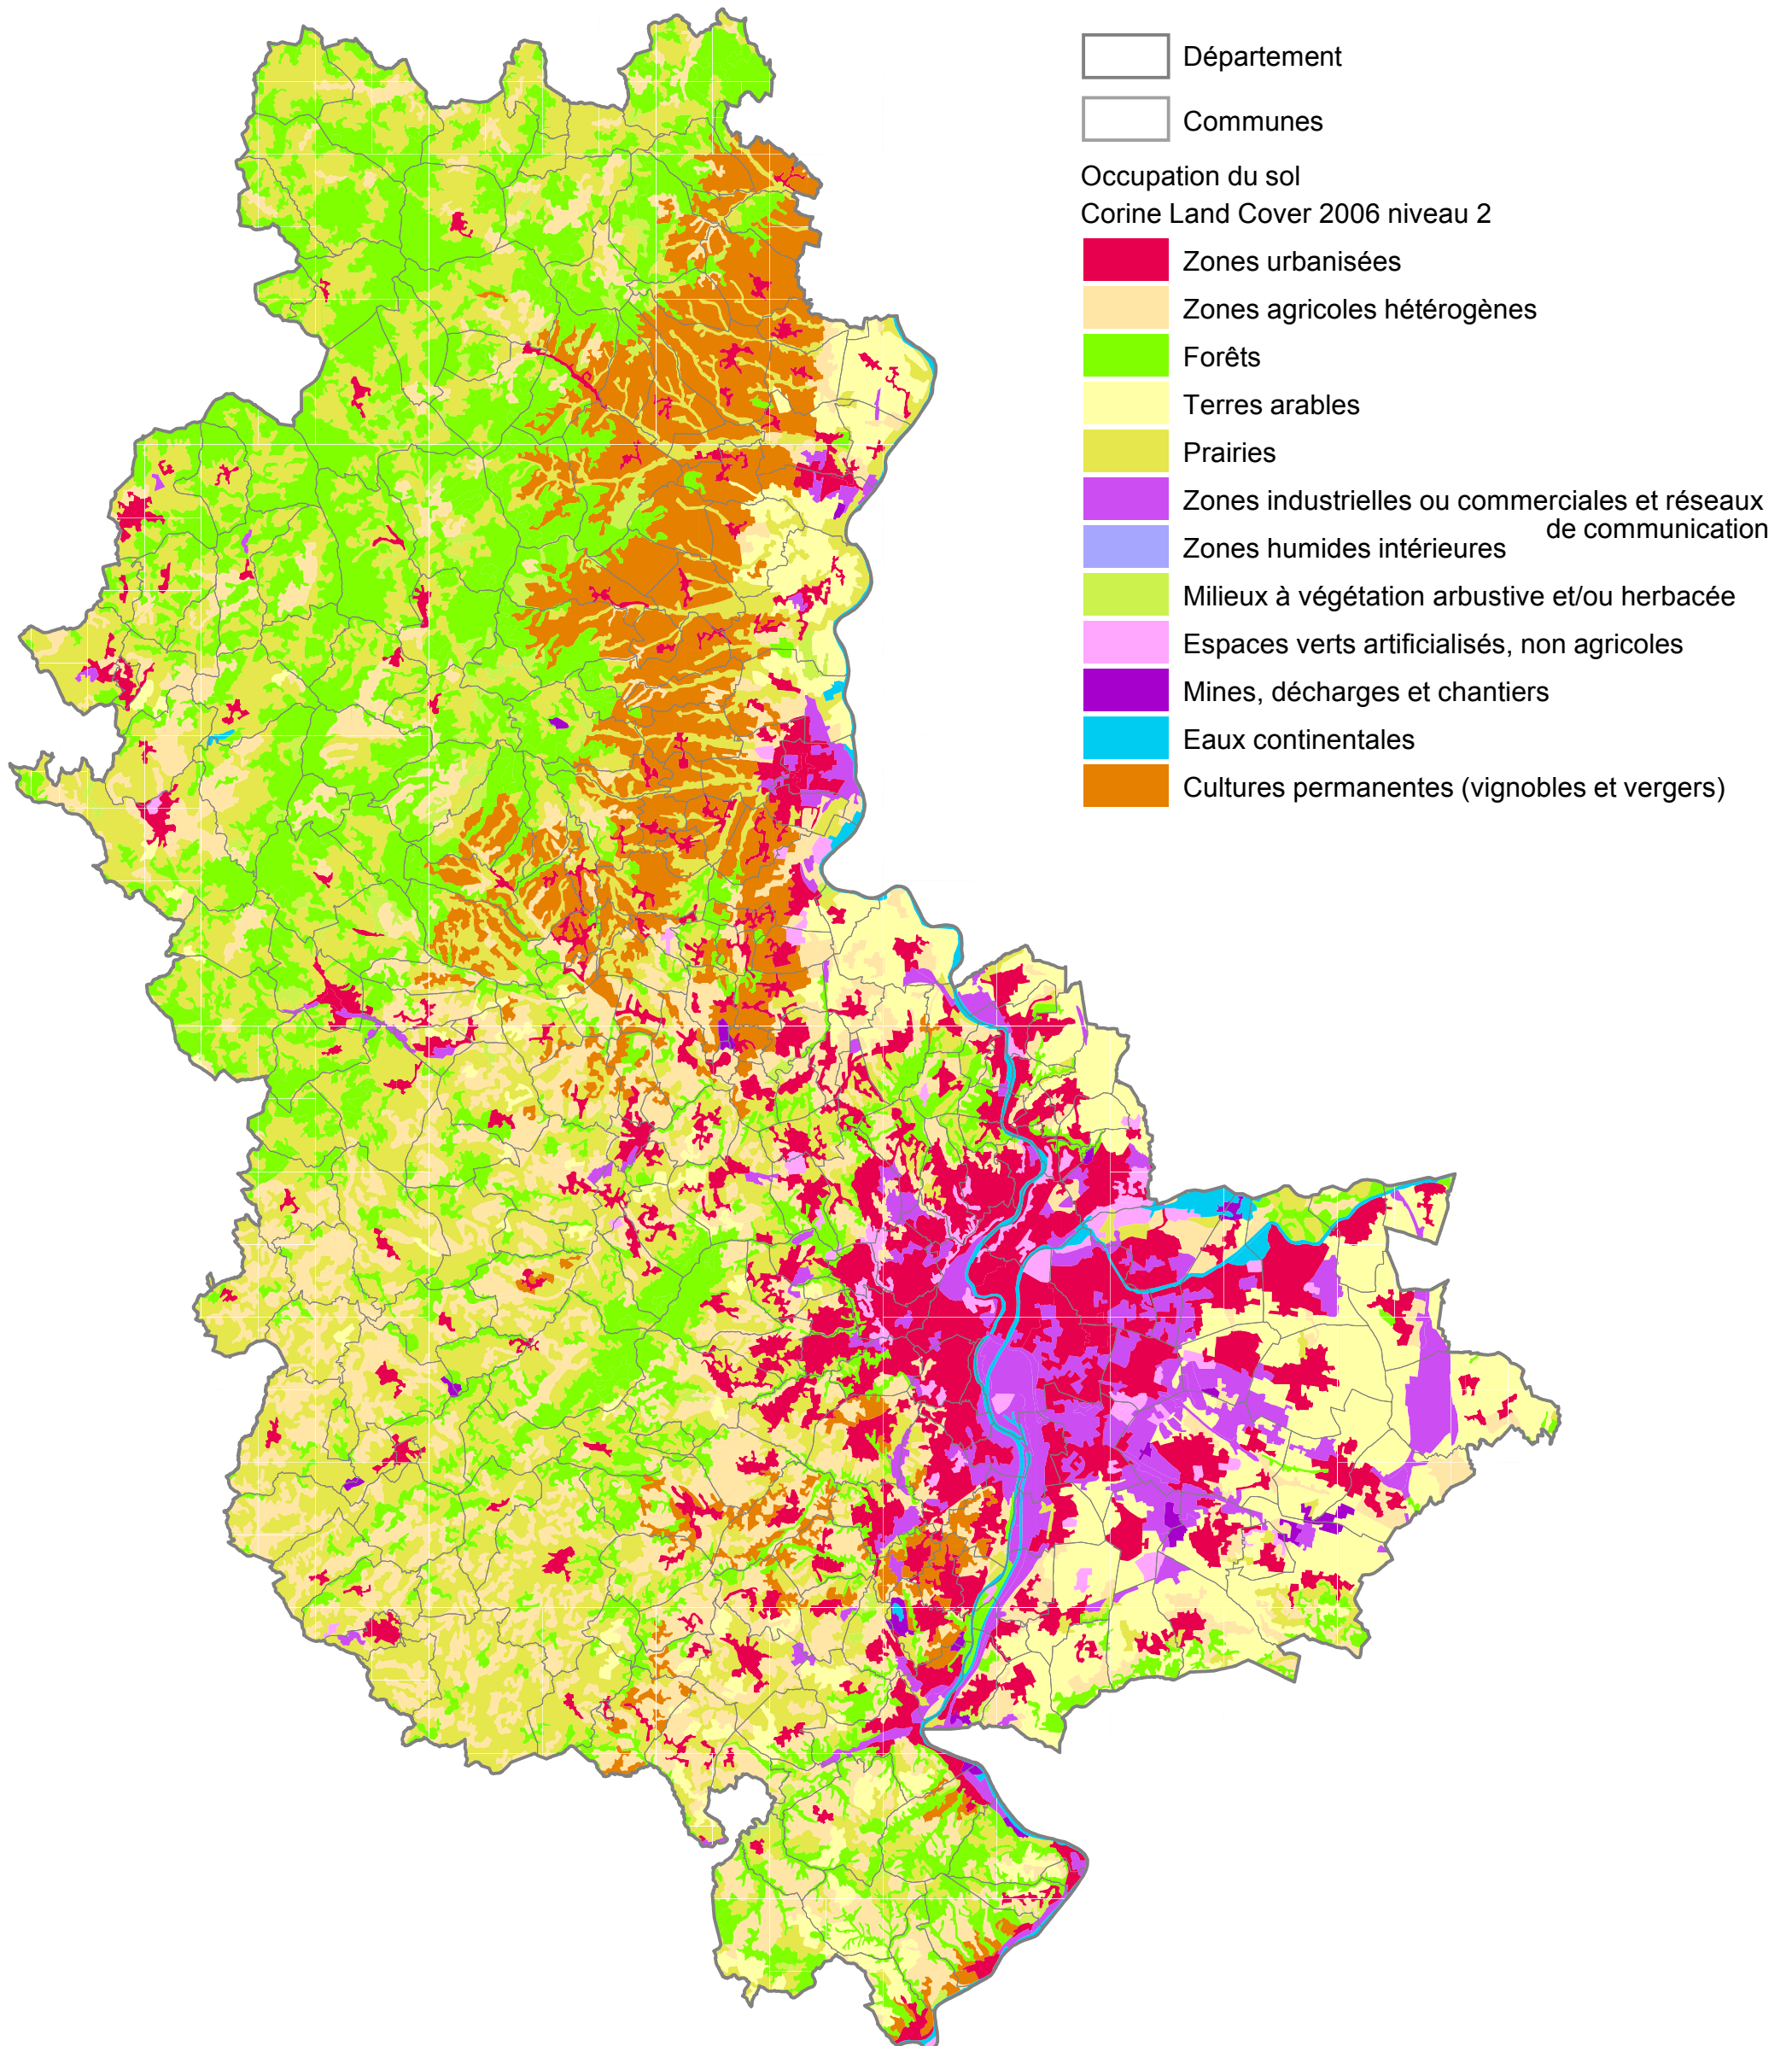 Département
Communes
Occupation du sol
Corine Land Cover 2006 niveau 2
Zones urbanisées
Zones agricoles hétérogènes
Forêts
Terres arables
Prairies
Zones industrielles ou commerciales et réseaux
de communication
Zones humides intérieures
Milieux à végétation arbustive et/ou herbacée
Espaces verts artificialisés, non agricoles
Mines, décharges et chantiers
Eaux continentales
Cultures permanentes (vignobles et vergers)